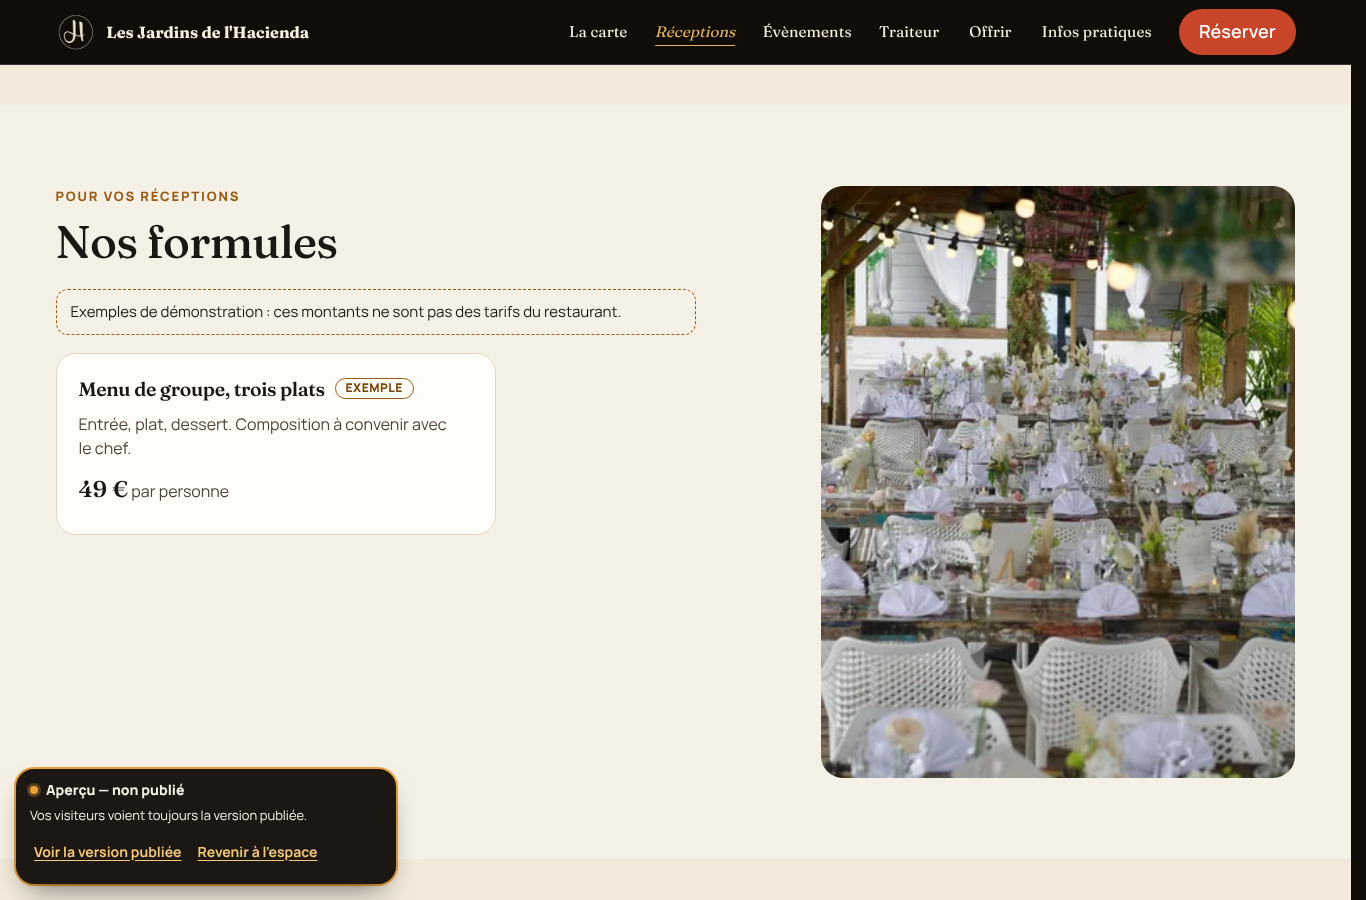 Les Jardins de l'Hacienda
La carte
Réceptions
Évènements
Traiteur
Offrir
Infos pratiques
Réserver
POUR VOS RÉCEPTIONS
Nos formules
Exemples de démonstration : ces montants ne sont pas des tarifs du restaurant.
Menu de groupe, trois plats EXEMPLE
Entrée, plat, dessert. Composition à convenir avec
le chef.
49 € par personne
Aperçu — non publié
Vos visiteurs voient toujours la version publiée.
Voir la version publiée Revenir à l'espace